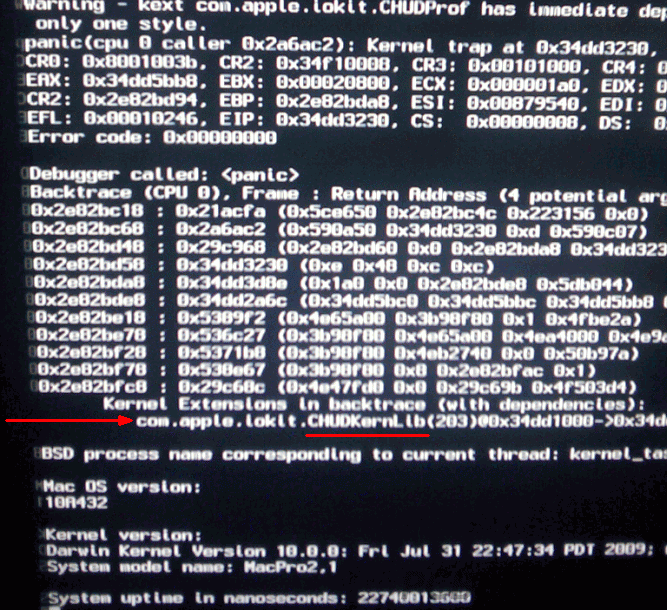 Warning - kext com.apple.iokit.CHUDProf has immediate dep
only one style.
panic(cpu 0 caller 0x2a6ac2): Kernel trap at 0x34dd3230,
CR0: 0x8001003b, CR2: 0x34f10008, CR3: 0x00101000, CR4:
EAX: 0x34dd5bb8, EBX: 0x00020800, ECX: 0x000001a0, EDX:
CR2: 0x2e82bd94, EBP: 0x2e82bda8, ESI: 0x00879540, EDI:
EFL: 0x00010246, EIP: 0x34dd3230, CS: 0x00000008, DS:
Error code: 0x00000000
Debugger called: <panic>
Backtrace (CPU 0), Frame : Return Address (4 potential arg
0x2e82bc18 : 0x21acfa (0x5ce650 0x2e82bc4c 0x223156 0x0)
0x2e82bc68 : 0x2a6ac2 (0x590a50 0x34dd3230 0xd 0x590c07)
0x2e82bd48 : 0x29c968 (0x2e82bd60 0x0 0x2e82bda8 0x34dd323
0x2e82bd58 : 0x34dd3230 (0xe 0x48 0xc 0xc)
0x2e82bda8 : 0x34dd3d8e (0x1a0 0x0 0x2e82bde8 0x5db044)
0x2e82bde8 : 0x34dd2a6c (0x34dd5bc0 0x34dd5bbc 0x34dd5bb8
0x2e82be18 : 0x5389f2 (0x4e65a00 0x3b98f80 0x1 0x4fbe2a)
0x2e82be78 : 0x536c27 (0x3b98f80 0x4e65a00 0x4ea4000 0x4e9a
0x2e82bf28 : 0x5371b8 (0x3b98f80 0x4eb2740 0x0 0x50b97a)
0x2e82bf78 : 0x538e67 (0x3b98f80 0x0 0x2e82bfac 0x1)
0x2e82bfc8 : 0x29c68c (0x4e47fd0 0x0 0x29c69b 0x4f503d4)
Kernel Extensions in backtrace (with dependencies):
com.apple.iokit.CHUDKernLib(203)@0x34dd1000->0x34d
BSD process name corresponding to current thread: kernel_tas
Mac OS version:
10A432
Kernel version:
Darwin Kernel Version 10.0.0: Fri Jul 31 22:47:34 PDT 2009;
System model name: MacPro2,1
System uptime in nanoseconds: 22740813600